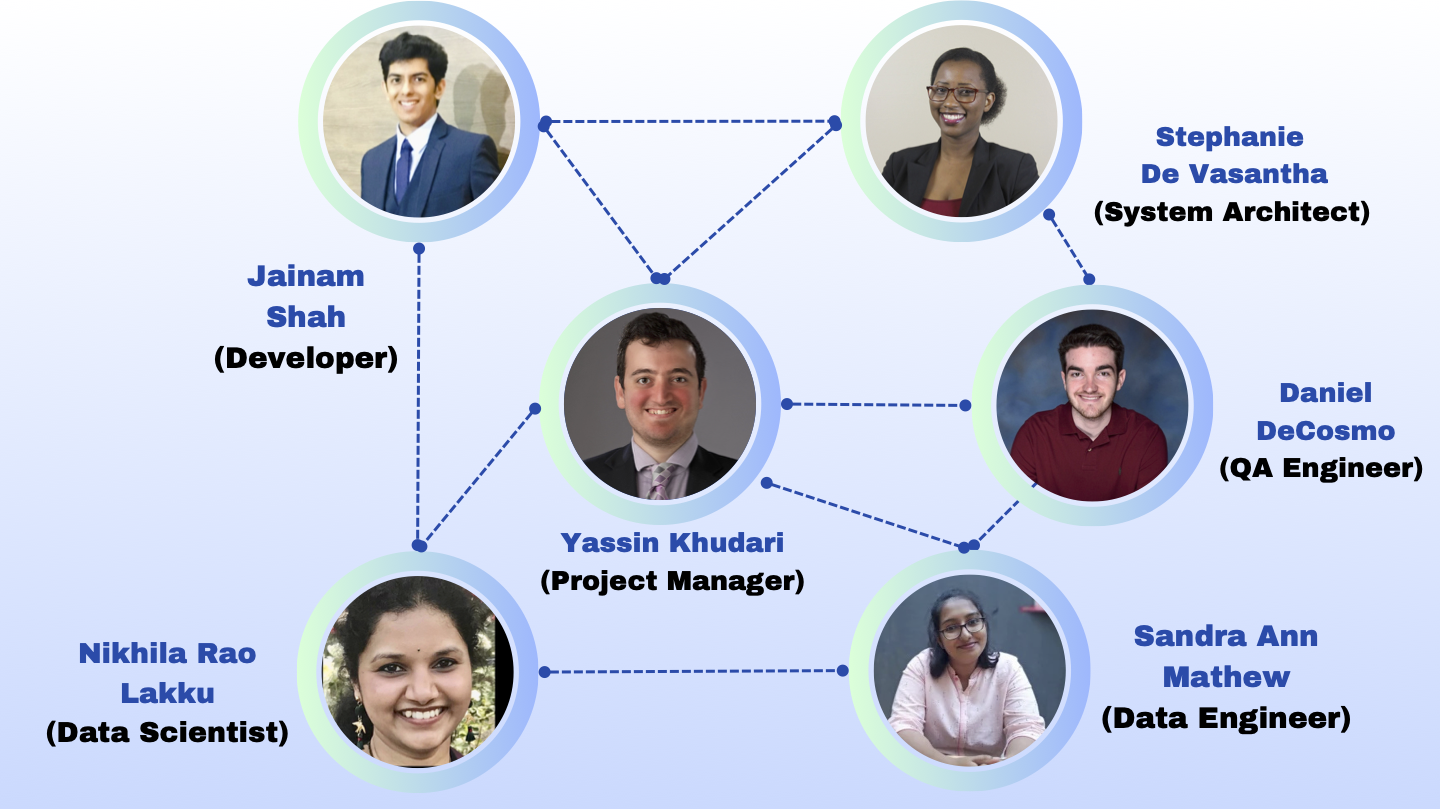 Stephanie
De Vasantha
(System Architect)
Jainam
Shah
(Developer)
Daniel
DeCosmo
(QA Engineer)
Yassin Khudari
(Project Manager)
Nikhila Rao
Lakku
(Data Scientist)
Sandra Ann
Mathew
(Data Engineer)